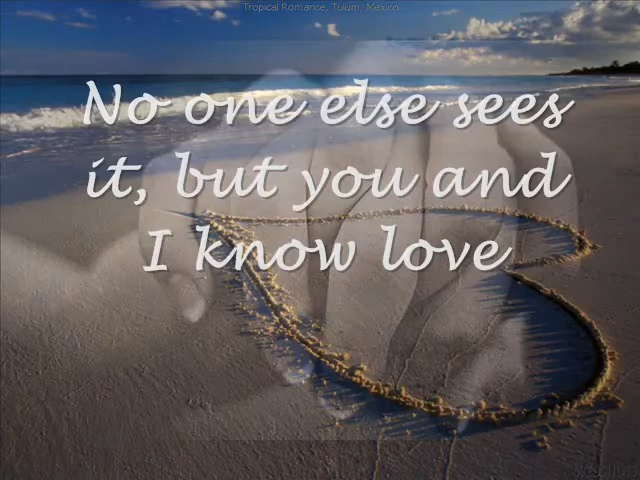 Tropical Romance, Tulum, Mexico
No one else sees
it, but you and
I know love